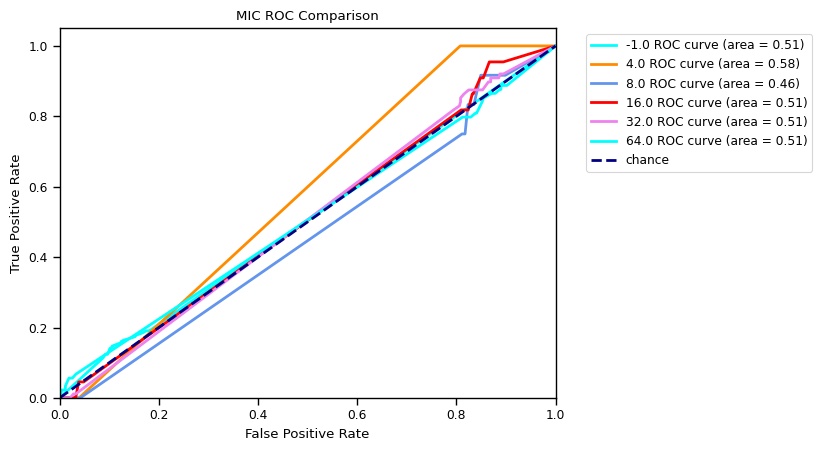 MIC ROC Comparison
1.0
0.8
0.6
0.4
0.2
0.0
True Positive Rate
0.0 0.2 0.4 0.6 0.8 1.0
False Positive Rate
-1.0 ROC curve (area = 0.51)
4.0 ROC curve (area = 0.58)
8.0 ROC curve (area = 0.46)
16.0 ROC curve (area = 0.51)
32.0 ROC curve (area = 0.51)
64.0 ROC curve (area = 0.51)
chance